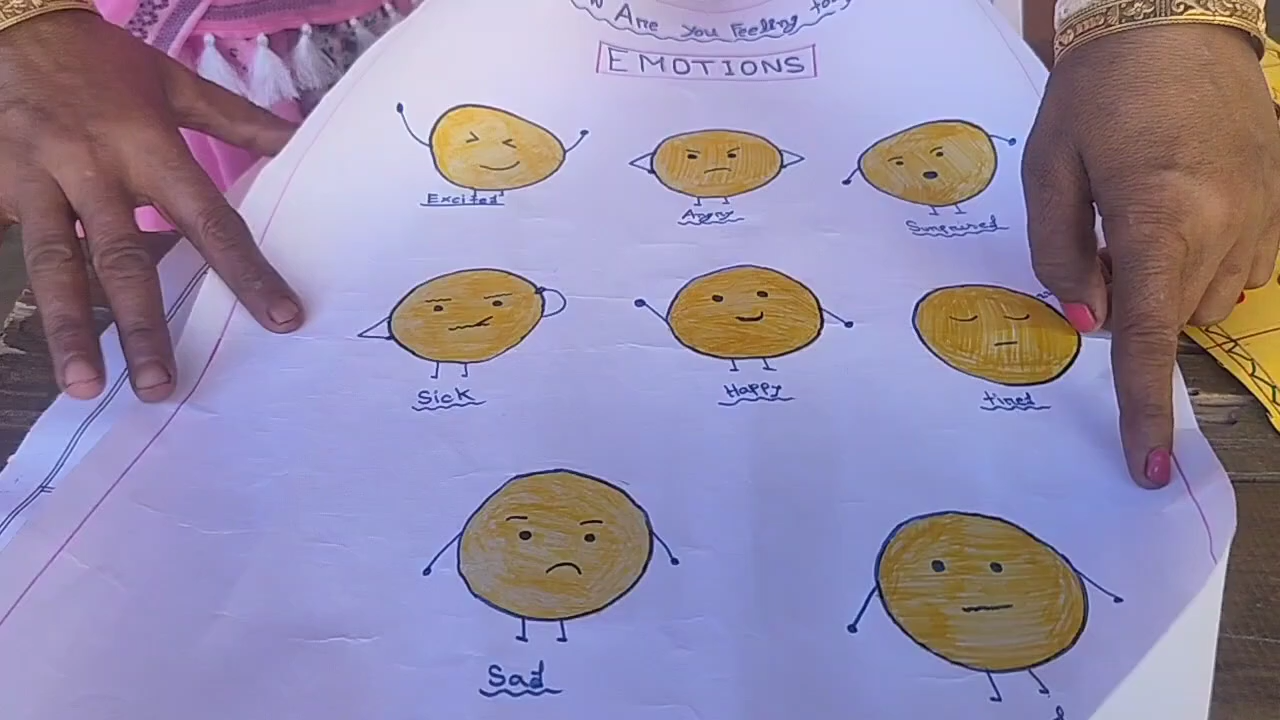 Are you Feeling
EMOTIONS
Excited
Angry
Surprised
Sick
Happy
tired
Sad